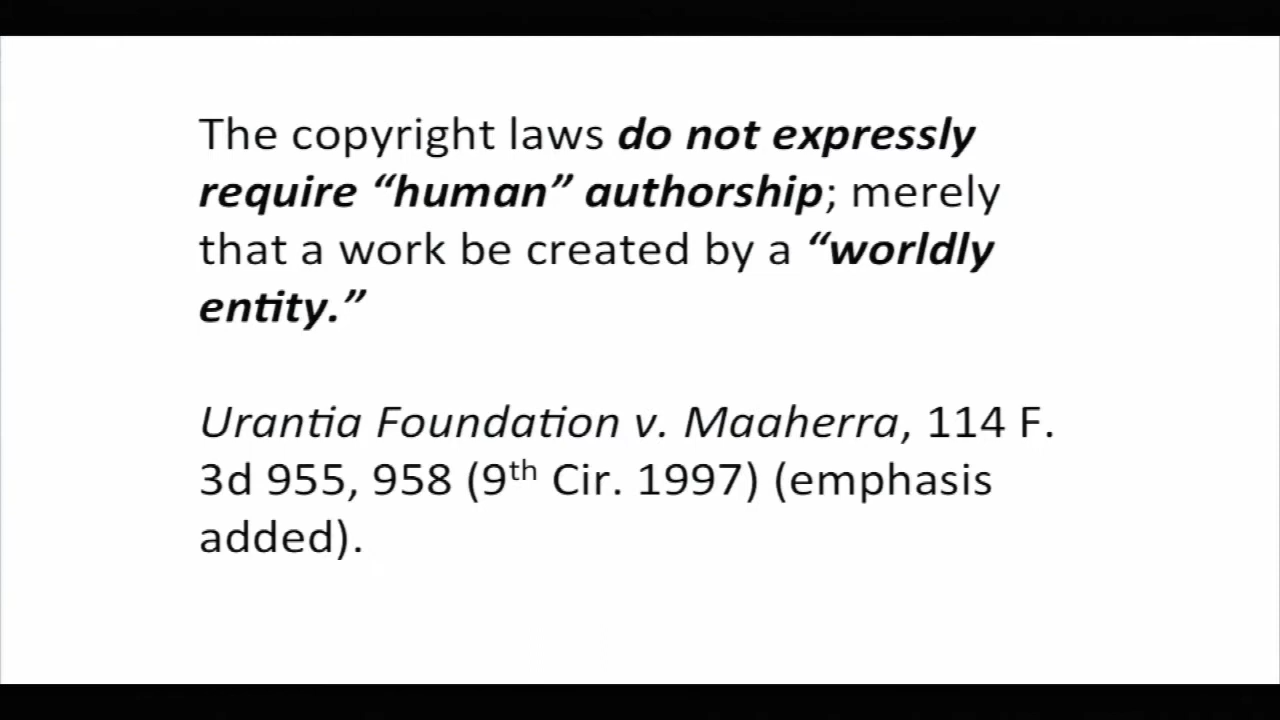 The copyright laws do not expressly
require “human” authorship; merely
that a work be created by a “worldly
entity.”
Urantia Foundation v. Maaherra, 114 F.
3d 955, 958 (9th Cir. 1997) (emphasis
added).